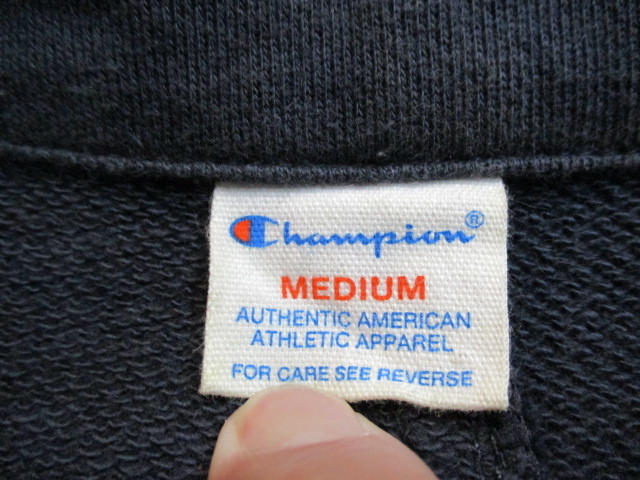 Champion®
MEDIUM
AUTHENTIC AMERICAN
ATHLETIC APPAREL
FOR CARE SEE REVERSE